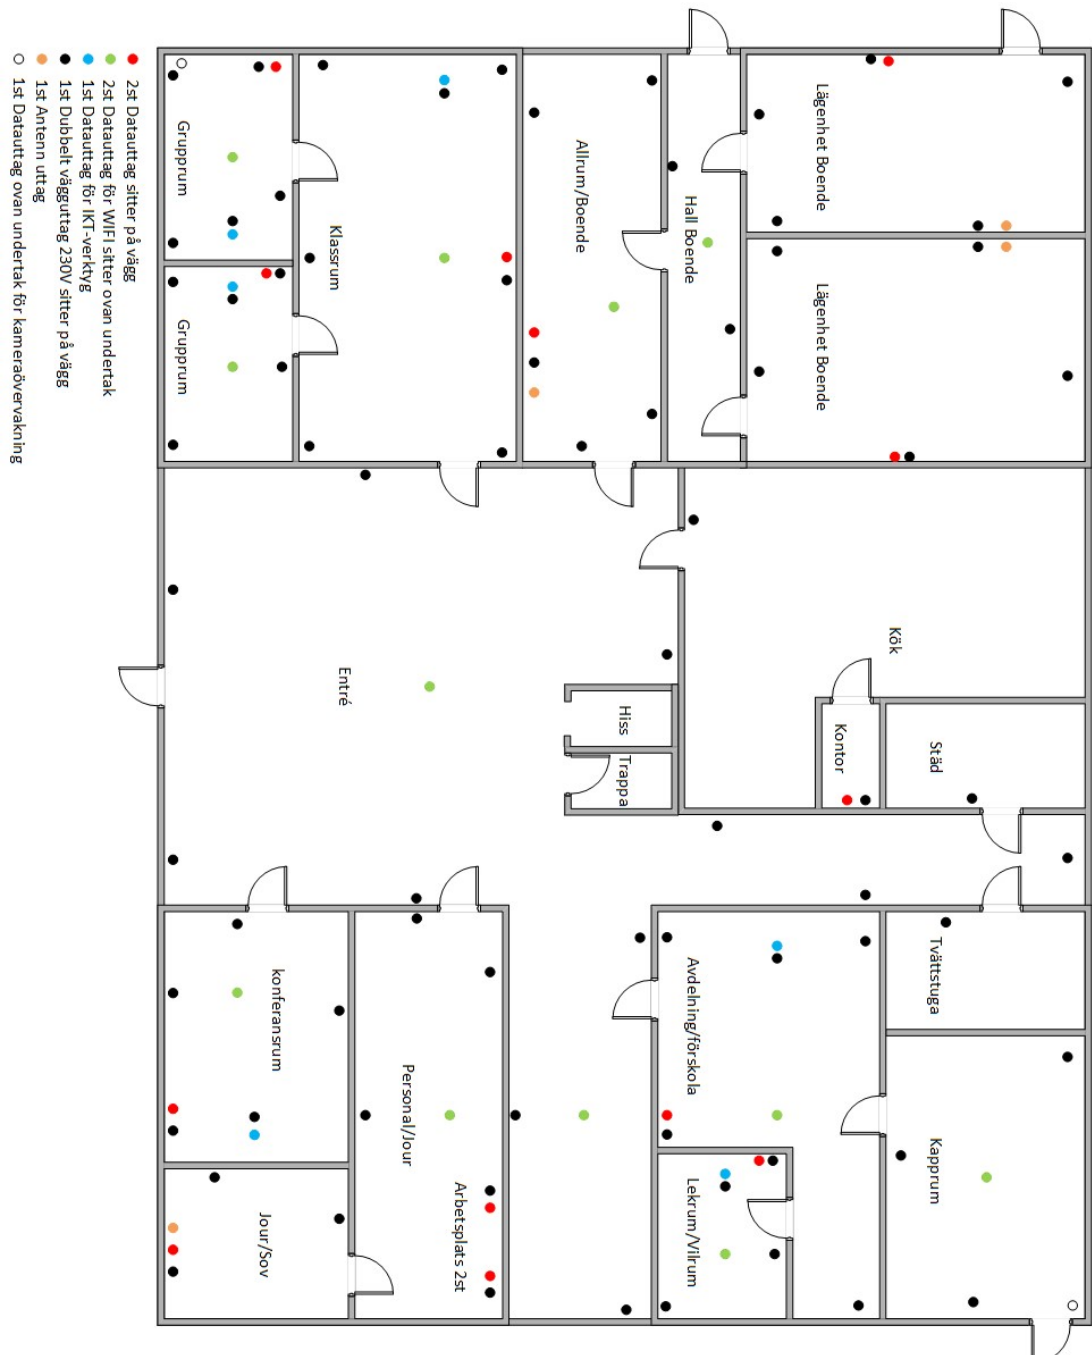 Lägenhet Boende
Lägenhet Boende
Hall Boende
Allrum/Boende
Klassrum
Grupprum
Grupprum
Kök
Kontor
Städ
Hiss
Trappa
Entré
Tvättstuga
Kapprum
Avdelning/förskola
Lekrum/Vilrum
Personal/Jour
Arbetsplats 2st
konferansrum
Jour/Sov
2st Datauttag sitter på vägg
2st Datauttag för WIFI sitter ovan undertak
1st Datauttag för IKT-verktyg
1st Dubbelt vägguttag 230V sitter på vägg
1st Antenn uttag
1st Datauttag ovan undertak för kameraövervakning